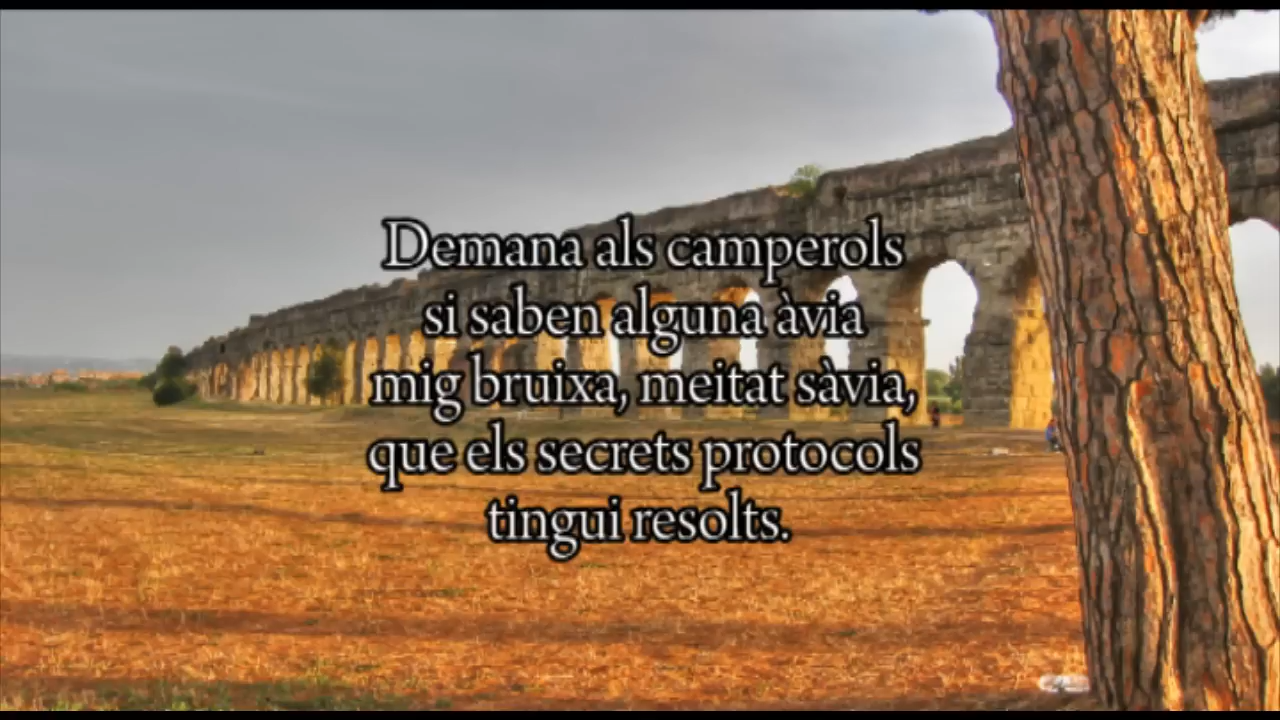 Demana als camperols
si saben alguna àvia
mig bruixa, meitat sàvia,
que els secrets protocols
tingui resolts.